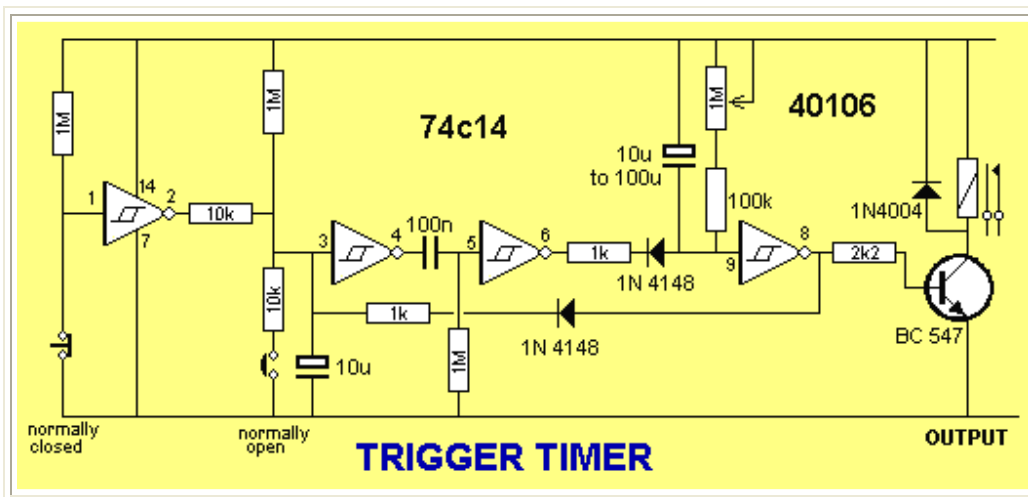 1M
1
14
2
7
10k
1M
10k
74c14
3
4
100n
5
6
1k
1N 4148
10u
to 100u
1M
100k
40106
9
8
2k2
1N4004
BC 547
1k
1N 4148
10u
1M
normally
closed
normally
open
TRIGGER TIMER
OUTPUT